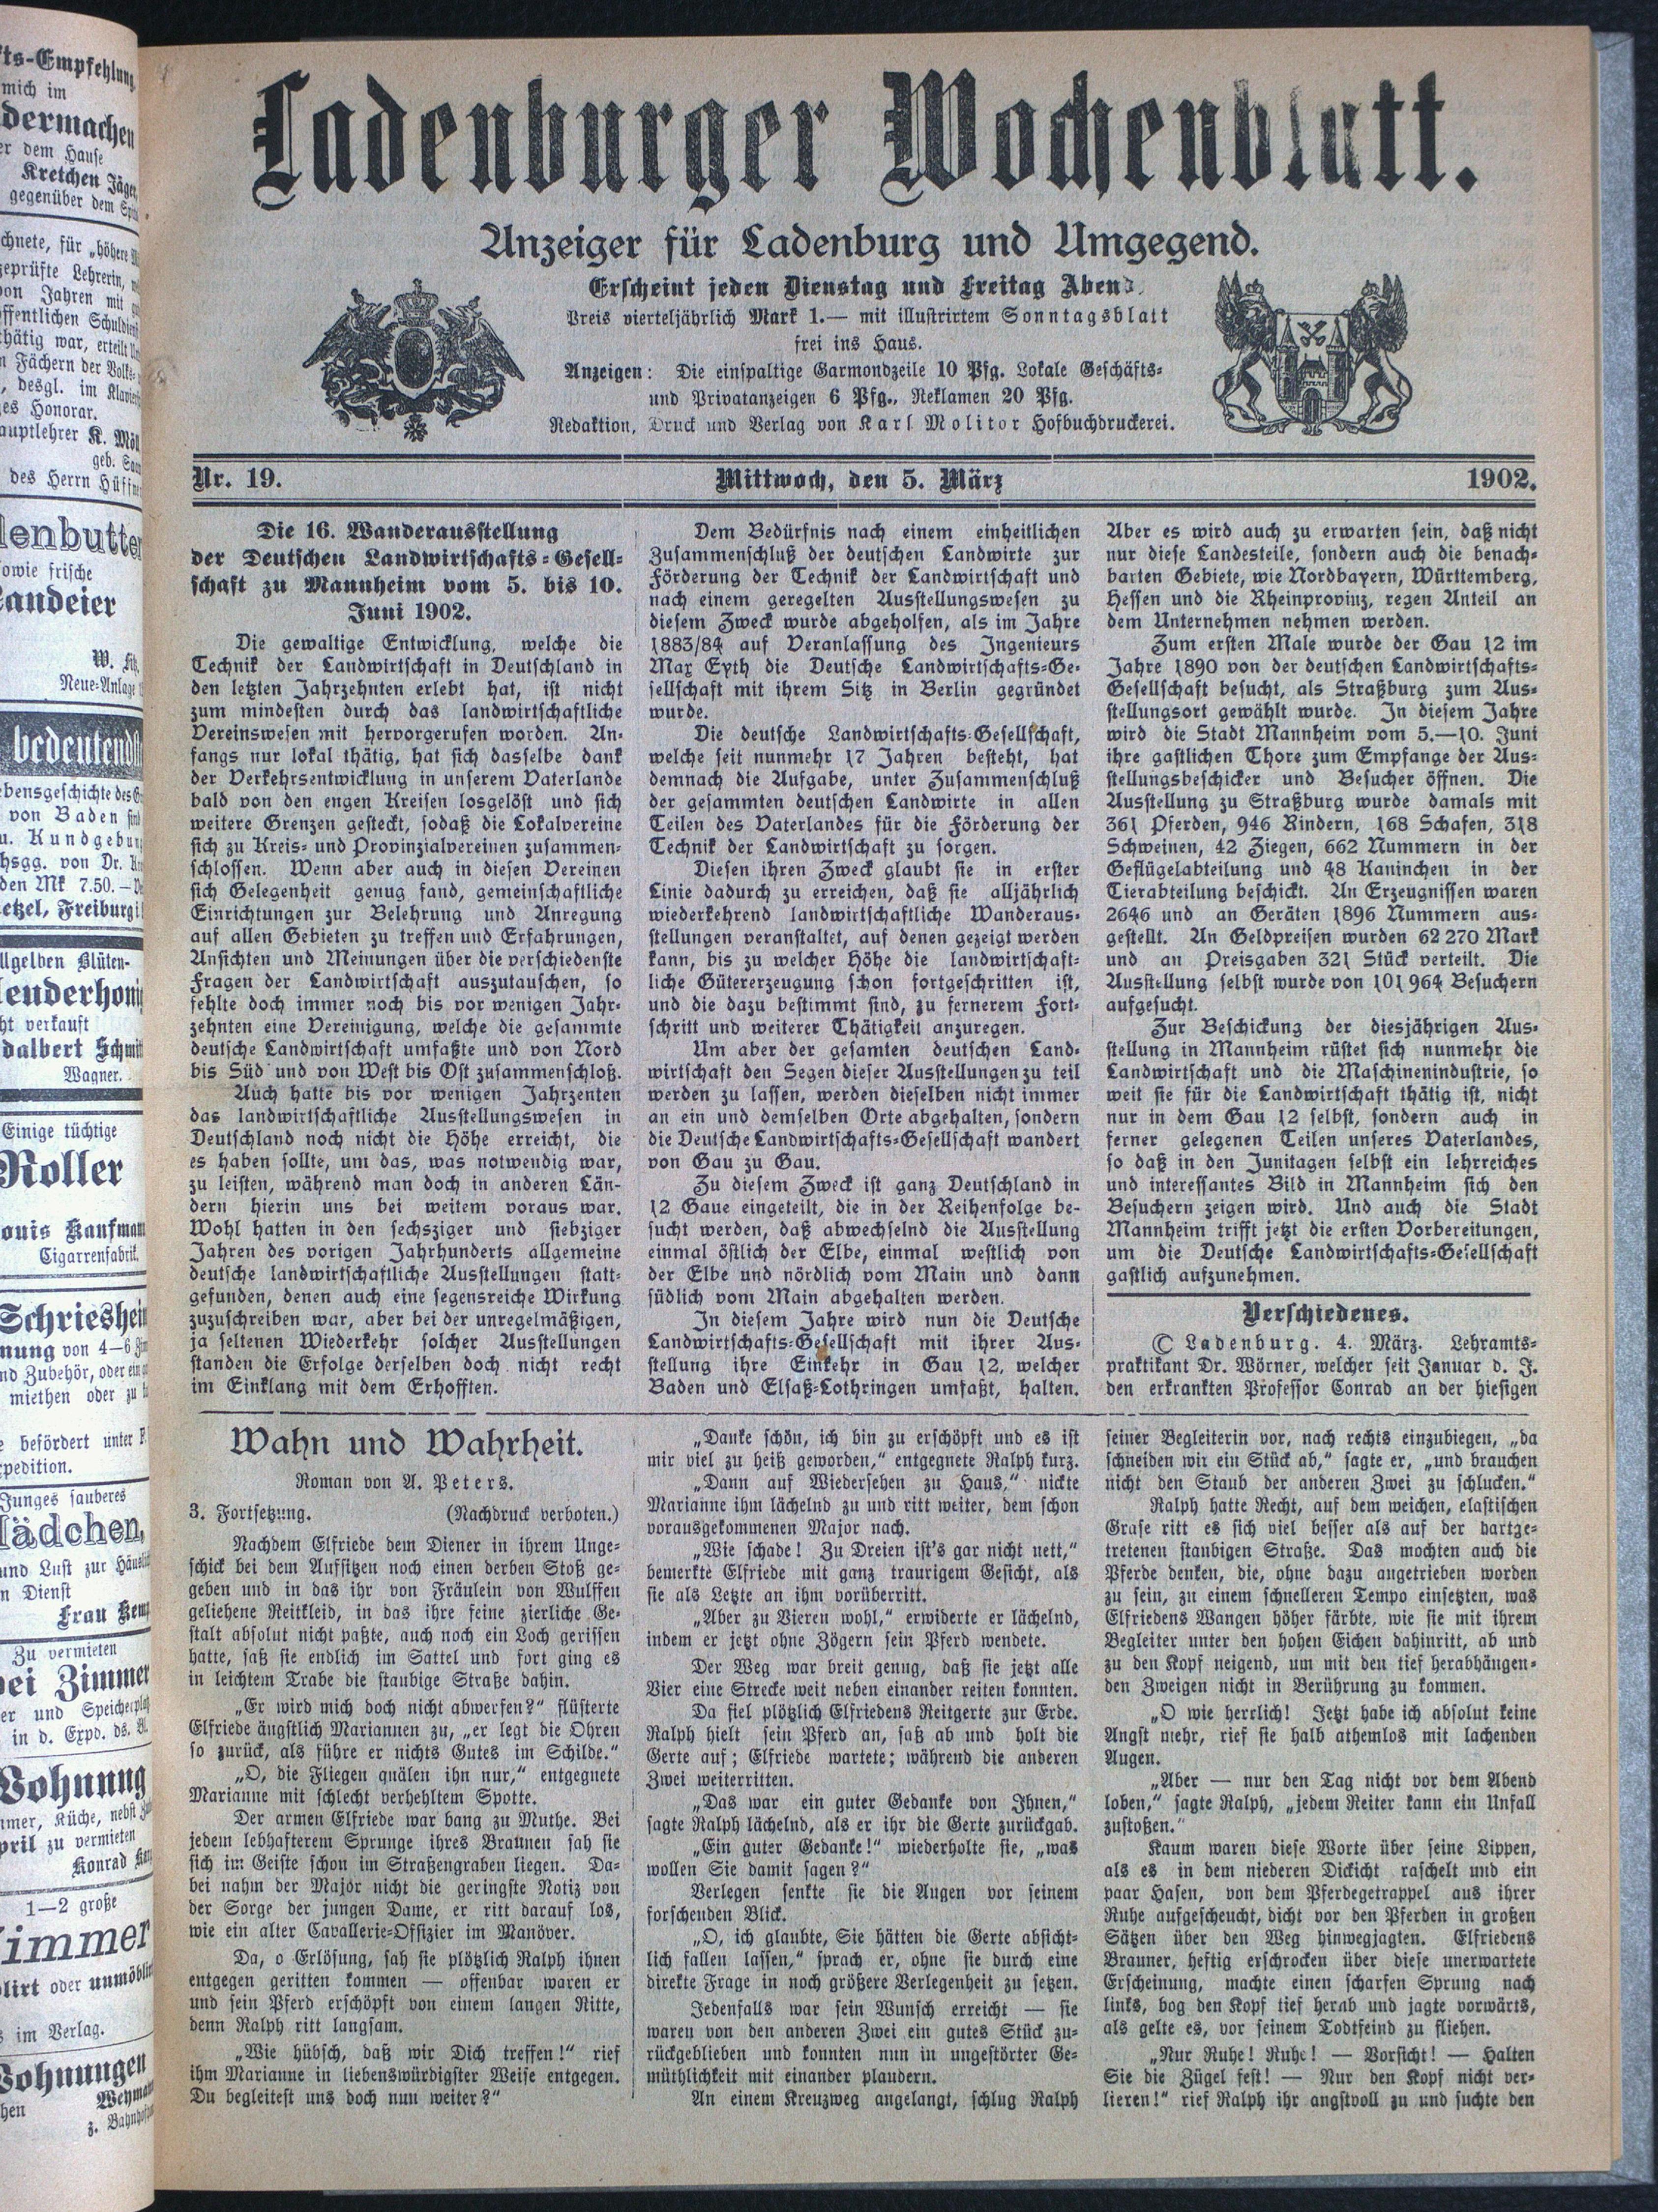 Ladenburger Wochenblatt.
Anzeiger für Ladenburg und Umgegend.
Erscheint jeden Dienstag und Freitag Abend.
Preis vierteljährlich Mark 1.— mit illustrirtem Sonntagsblatt
frei ins Haus.
Anzeigen: Die einspaltige Garmondzeile 10 Pfg. Lokale Geschäfts-
und Privatanzeigen 6 Pfg., Reklamen 20 Pfg.
Redaktion, Druck und Verlag von Karl Molitor Hofbuchdruckerei.
Nr. 19.
Mittwoch, den 5. März
1902.
Die 16. Wanderausstellung
der Deutschen Landwirtschafts-Gesell-
schaft zu Mannheim vom 5. bis 10.
Juni 1902.
Die gewaltige Entwicklung, welche die
Technik der Landwirtschaft in Deutschland in
den letzten Jahrzehnten erlebt hat, ist nicht
zum mindesten durch das landwirtschaftliche
Vereinswesen mit hervorgerufen worden. An-
fangs nur lokal thätig, hat sich dasselbe dank
der Verkehrsentwicklung in unserem Vaterlande
bald von den engen Kreisen losgelöst und sich
weitere Grenzen gesteckt, sodaß die Lokalvereine
sich zu Kreis- und Provinzialvereinen zusammen-
schlossen. Wenn aber auch in diesen Vereinen
sich Gelegenheit genug fand, gemeinschaftliche
Einrichtungen zur Belehrung und Anregung
auf allen Gebieten zu treffen und Erfahrungen,
Ansichten und Meinungen über die verschiedenste
Fragen der Landwirtschaft auszutauschen, so
fehlte doch immer noch bis vor wenigen Jahr-
zehnten eine Vereinigung, welche die gesammte
deutsche Landwirtschaft umfaßte und von Nord
bis Süd und von West bis Ost zusammenschloß.
Auch hatte bis vor wenigen Jahrzenten
das landwirtschaftliche Ausstellungswesen in
Deutschland noch nicht die Höhe erreicht, die
es haben sollte, um das, was notwendig war,
zu leisten, während man doch in anderen Län-
dern hierin uns bei weitem voraus war.
Wohl hatten in den sechsziger und siebziger
Jahren des vorigen Jahrhunderts allgemeine
deutsche landwirtschaftliche Ausstellungen statt-
gefunden, denen auch eine segensreiche Wirkung
zuzuschreiben war, aber bei der unregelmäßigen,
ja seltenen Wiederkehr solcher Ausstellungen
standen die Erfolge derselben doch nicht recht
im Einklang mit dem Erhofften.
Dem Bedürfnis nach einem einheitlichen
Zusammenschluß der deutschen Landwirte zur
Förderung der Technik der Landwirtschaft und
nach einem geregelten Ausstellungswesen zu
diesem Zweck wurde abgeholfen, als im Jahre
1883/84 auf Veranlassung des Ingenieurs
Max Eyth die Deutsche Landwirtschafts-Ge-
sellschaft mit ihrem Sitz in Berlin gegründet
wurde.
Die deutsche Landwirtschafts-Gesellschaft,
welche seit nunmehr 17 Jahren besteht, hat
demnach die Aufgabe, unter Zusammenschluß
der gesammten deutschen Landwirte in allen
Teilen des Vaterlandes für die Förderung der
Technik der Landwirtschaft zu sorgen.
Diesen ihren Zweck glaubt sie in erster
Linie dadurch zu erreichen, daß sie alljährlich
wiederkehrend landwirtschaftliche Wanderaus-
stellungen veranstaltet, auf denen gezeigt werden
kann, bis zu welcher Höhe die landwirtschaft-
liche Gütererzeugung schon fortgeschritten ist,
und die dazu bestimmt sind, zu fernerem Fort-
schritt und weiterer Thätigkeit anzuregen.
Um aber der gesamten deutschen Land-
wirtschaft den Segen dieser Ausstellungen zu teil
werden zu lassen, werden dieselben nicht immer
an ein und demselben Orte abgehalten, sondern
die Deutsche Landwirtschafts-Gesellschaft wandert
von Gau zu Gau.
Zu diesem Zweck ist ganz Deutschland in
12 Gaue eingeteilt, die in der Reihenfolge be-
sucht werden, daß abwechselnd die Ausstellung
einmal östlich der Elbe, einmal westlich von
der Elbe und nördlich vom Main und dann
südlich vom Main abgehalten werden.
In diesem Jahre wird nun die Deutsche
Landwirtschafts-Gesellschaft mit ihrer Aus-
stellung ihre Einkehr in Gau 12, welcher
Baden und Elsaß-Lothringen umfaßt, halten.
Aber es wird auch zu erwarten sein, daß nicht
nur diese Landesteile, sondern auch die benach-
barten Gebiete, wie Nordbayern, Württemberg,
Hessen und die Rheinprovinz, regen Anteil an
dem Unternehmen nehmen werden.
Zum ersten Male wurde der Gau 12 im
Jahre 1890 von der deutschen Landwirtschafts-
Gesellschaft besucht, als Straßburg zum Aus-
stellungsort gewählt wurde. In diesem Jahre
wird die Stadt Mannheim vom 5.—10. Juni
ihre gastlichen Thore zum Empfange der Aus-
stellungsbeschicker und Besucher öffnen. Die
Ausstellung zu Straßburg wurde damals mit
361 Pferden, 946 Rindern, 168 Schafen, 318
Schweinen, 42 Ziegen, 662 Nummern in der
Geflügelabteilung und 48 Kaninchen in der
Tierabteilung beschickt. An Erzeugnissen waren
2646 und an Geräten 1896 Nummern aus-
gestellt. An Geldpreisen wurden 62 270 Mark
und an Preisgaben 321 Stück verteilt. Die
Ausstellung selbst wurde von 101 964 Besuchern
aufgesucht.
Zur Beschickung der diesjährigen Aus-
stellung in Mannheim rüstet sich nunmehr die
Landwirtschaft und die Maschinenindustrie, so
weit sie für die Landwirtschaft thätig ist, nicht
nur in dem Gau 12 selbst, sondern auch in
ferner gelegenen Teilen unseres Vaterlandes,
so daß in den Junitagen selbst ein lehrreiches
und interessantes Bild in Mannheim sich den
Besuchern zeigen wird. Und auch die Stadt
Mannheim trifft jetzt die ersten Vorbereitungen,
um die Deutsche Landwirtschafts-Gesellschaft
gastlich aufzunehmen.
Verschiedenes.
© Ladenburg. 4. März. Lehramts-
praktikant Dr. Wörner, welcher seit Januar d. J.
den erkrankten Professor Conrad an der hiesigen
Wahn und Wahrheit.
Roman von A. Peters.
3. Fortsetzung. (Nachdruck verboten.)
Nachdem Elfriede dem Diener in ihrem Unge-
schick bei dem Aufsitzen noch einen derben Stoß ge-
geben und in das ihr von Fräulein von Wulffen
geliehene Reitkleid, in das ihre feine zierliche Ge-
stalt absolut nicht paßte, auch noch ein Loch gerissen
hatte, saß sie endlich im Sattel und fort ging es
in leichtem Trabe die staubige Straße dahin.
„Er wird mich doch nicht abwerfen?“ flüsterte
Elfriede ängstlich Mariannen zu, „er legt die Ohren
so zurück, als führe er nichts Gutes im Schilde.“
„O, die Fliegen quälen ihn nur,“ entgegnete
Marianne mit schlecht verhehltem Spotte.
Der armen Elfriede war bang zu Muthe. Bei
jedem lebhafterem Sprunge ihres Braunen sah sie
sich im Geiste schon im Straßengraben liegen. Da-
bei nahm der Major nicht die geringste Notiz von
der Sorge der jungen Dame, er ritt darauf los,
wie ein alter Cavallerie-Offizier im Manöver.
Da, o Erlösung, sah sie plötzlich Ralph ihnen
entgegen geritten kommen — offenbar waren er
und sein Pferd erschöpft von einem langen Ritte,
denn Ralph ritt langsam.
„Wie hübsch, daß wir Dich treffen!“ rief
ihm Marianne in liebenswürdigster Weise entgegen.
Du begleitest uns doch nun weiter?“
„Danke schön, ich bin zu erschöpft und es ist
mir viel zu heiß geworden,“ entgegnete Ralph kurz.
„Dann auf Wiedersehen zu Haus,“ nickte
Marianne ihm lächelnd zu und ritt weiter, dem schon
vorausgekommenen Major nach.
„Wie schade! Zu Dreien ist's gar nicht nett,“
bemerkte Elfriede mit ganz traurigem Gesicht, als
sie als Letzte an ihm vorüberritt.
„Aber zu Vieren wohl,“ erwiderte er lächelnd,
indem er jetzt ohne Zögern sein Pferd wendete.
Der Weg war breit genug, daß sie jetzt alle
Vier eine Strecke weit neben einander reiten konnten.
Da fiel plötzlich Elfriedens Reitgerte zur Erde.
Ralph hielt sein Pferd an, saß ab und holt die
Gerte auf; Elfriede wartete; während die anderen
Zwei weiterritten.
„Das war ein guter Gedanke von Ihnen,“
sagte Ralph lächelnd, als er ihr die Gerte zurückgab.
„Ein guter Gedanke!“ wiederholte sie, „was
wollen Sie damit sagen?“
Verlegen senkte sie die Augen vor seinem
forschenden Blick.
„O, ich glaubte, Sie hätten die Gerte absicht-
lich fallen lassen,“ sprach er, ohne sie durch eine
direkte Frage in noch größere Verlegenheit zu setzen.
Jedenfalls war sein Wunsch erreicht — sie
waren von den anderen Zwei ein gutes Stück zu-
rückgeblieben und konnten nun in ungestörter Ge-
müthlichkeit mit einander plaudern.
An einem Kreuzweg angelangt, schlug Ralph
seiner Begleiterin vor, nach rechts einzubiegen, „da
schneiden wir ein Stück ab,“ sagte er, „und brauchen
nicht den Staub der anderen Zwei zu schlucken.“
Ralph hatte Recht, auf dem weichen, elastischen
Grase ritt es sich viel besser als auf der hartge-
tretenen staubigen Straße. Das mochten auch die
Pferde denken, die, ohne dazu angetrieben worden
zu sein, zu einem schnelleren Tempo einsetzten, was
Elfriedens Wangen höher färbte, wie sie mit ihrem
Begleiter unter den hohen Eichen dahinritt, ab und
zu den Kopf neigend, um mit den tief herabhängen-
den Zweigen nicht in Berührung zu kommen.
„O wie herrlich! Jetzt habe ich absolut keine
Angst mehr, rief sie halb athemlos mit lachenden
Augen.
„Aber — nur den Tag nicht vor dem Abend
loben,“ sagte Ralph, „jedem Reiter kann ein Unfall
zustoßen.“
Kaum waren diese Worte über seine Lippen,
als es in dem niederen Dickicht raschelt und ein
paar Hasen, von dem Pferdegetrappel aus ihrer
Ruhe aufgescheucht, dicht vor den Pferden in großen
Sätzen über den Weg hinwegjagten. Elfriedens
Brauner, heftig erschrocken über diese unerwartete
Erscheinung, machte einen scharfen Sprung nach
links, bog den Kopf tief herab und jagte vorwärts,
als gelte es, vor seinem Todtfeind zu fliehen.
„Nur Ruhe! Ruhe! — Vorsicht! — Halten
Sie die Zügel fest! — Nur den Kopf nicht ver-
lieren!“ rief Ralph ihr angstvoll zu und suchte den
ts-Empfehlung
mich im
dermachen
er dem Hause
Kretchen Jäger,
gegenüber dem
chnete, für „höhere
geprüfte Lehrerin,
von Jahren mit
öffentlichen
thätig war, erteilt
n Fächern der Volks-
, desgl. im
es Honorar.
auptlehrer K.
geb.
des Herrn
lenbutter
owie frische
Landeier
W.
Neue-Anlage
bedeutend
ebensgeschichte des
von Baden sind
u. Kundgebun
hsgg. von Dr.
den Mk 7.50.—
etzel, Freiburg i
llgelben Blüten-
leuderhonig
ht verkauft
dalbert Schmitt
Wagner.
Einige tüchtige
Roller
ouis Kaufmann
Cigarrenfabrik.
Schriesheim
nung von 4—6
nd Zubehör, oder ein
miethen oder zu
e befördert unter
xpedition.
Junges sauberes
Mädchen,
und Lust zur
n Dienst
Frau
Zu vermieten
ei Zimmer
er und
in d. Expd. ds. Bl.
Wohnung
mmer, Küche, nebst
pril zu vermieten
Konrad
1—2 große
immer
lirt oder unmöblirt
s im Verlag.
Wohnungen
hen
z.